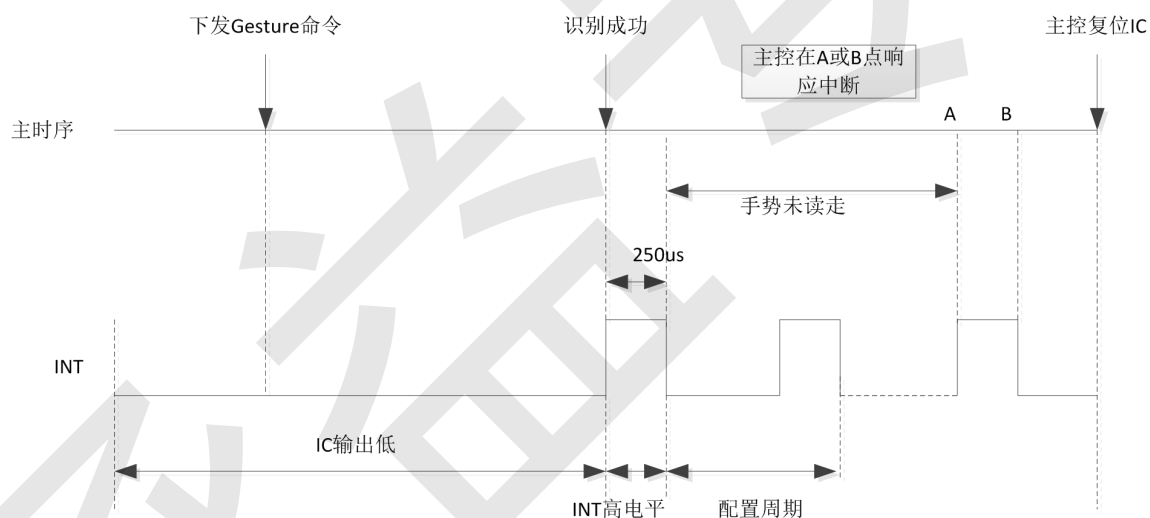 下发Gesture命令
识别成功
主控复位IC
主控在A或B点响
应中断
A
B
主时序
手势未读走
250us
INT
IC输出低
INT高电平
配置周期